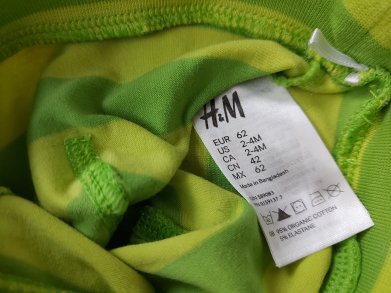 H&M
EUR 62
US 2-4M
CA 2-4M
CN 42
MX 62
Made in Bangladesh
95% ORGANIC COTTON
5% ELASTANE